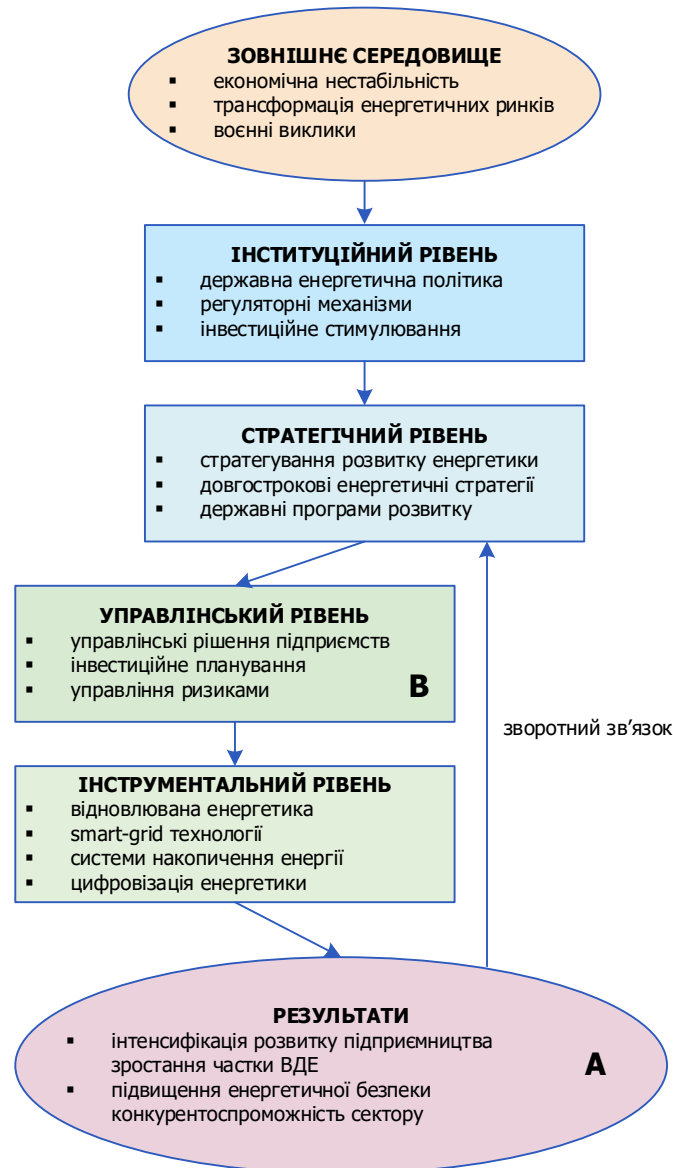 ЗОВНІШНЄ СЕРЕДОВИЩЕ
▪ економічна нестабільність
▪ трансформація енергетичних ринків
▪ воєнні виклики
ІНСТИТУЦІЙНИЙ РІВЕНЬ
▪ державна енергетична політика
▪ регуляторні механізми
▪ інвестиційне стимулювання
СТРАТЕГІЧНИЙ РІВЕНЬ
▪ стратегування розвитку енергетики
▪ довгострокові енергетичні стратегії
▪ державні програми розвитку
УПРАВЛІНСЬКИЙ РІВЕНЬ
▪ управлінські рішення підприємств
▪ інвестиційне планування
▪ управління ризиками
В
зворотний зв’язок
ІНСТРУМЕНТАЛЬНИЙ РІВЕНЬ
▪ відновлювана енергетика
▪ smart-grid технології
▪ системи накопичення енергії
▪ цифровізація енергетики
РЕЗУЛЬТАТИ
▪ інтенсифікація розвитку підприємництва
зростання частки ВДЕ
▪ підвищення енергетичної безпеки
конкурентоспроможність сектору
А